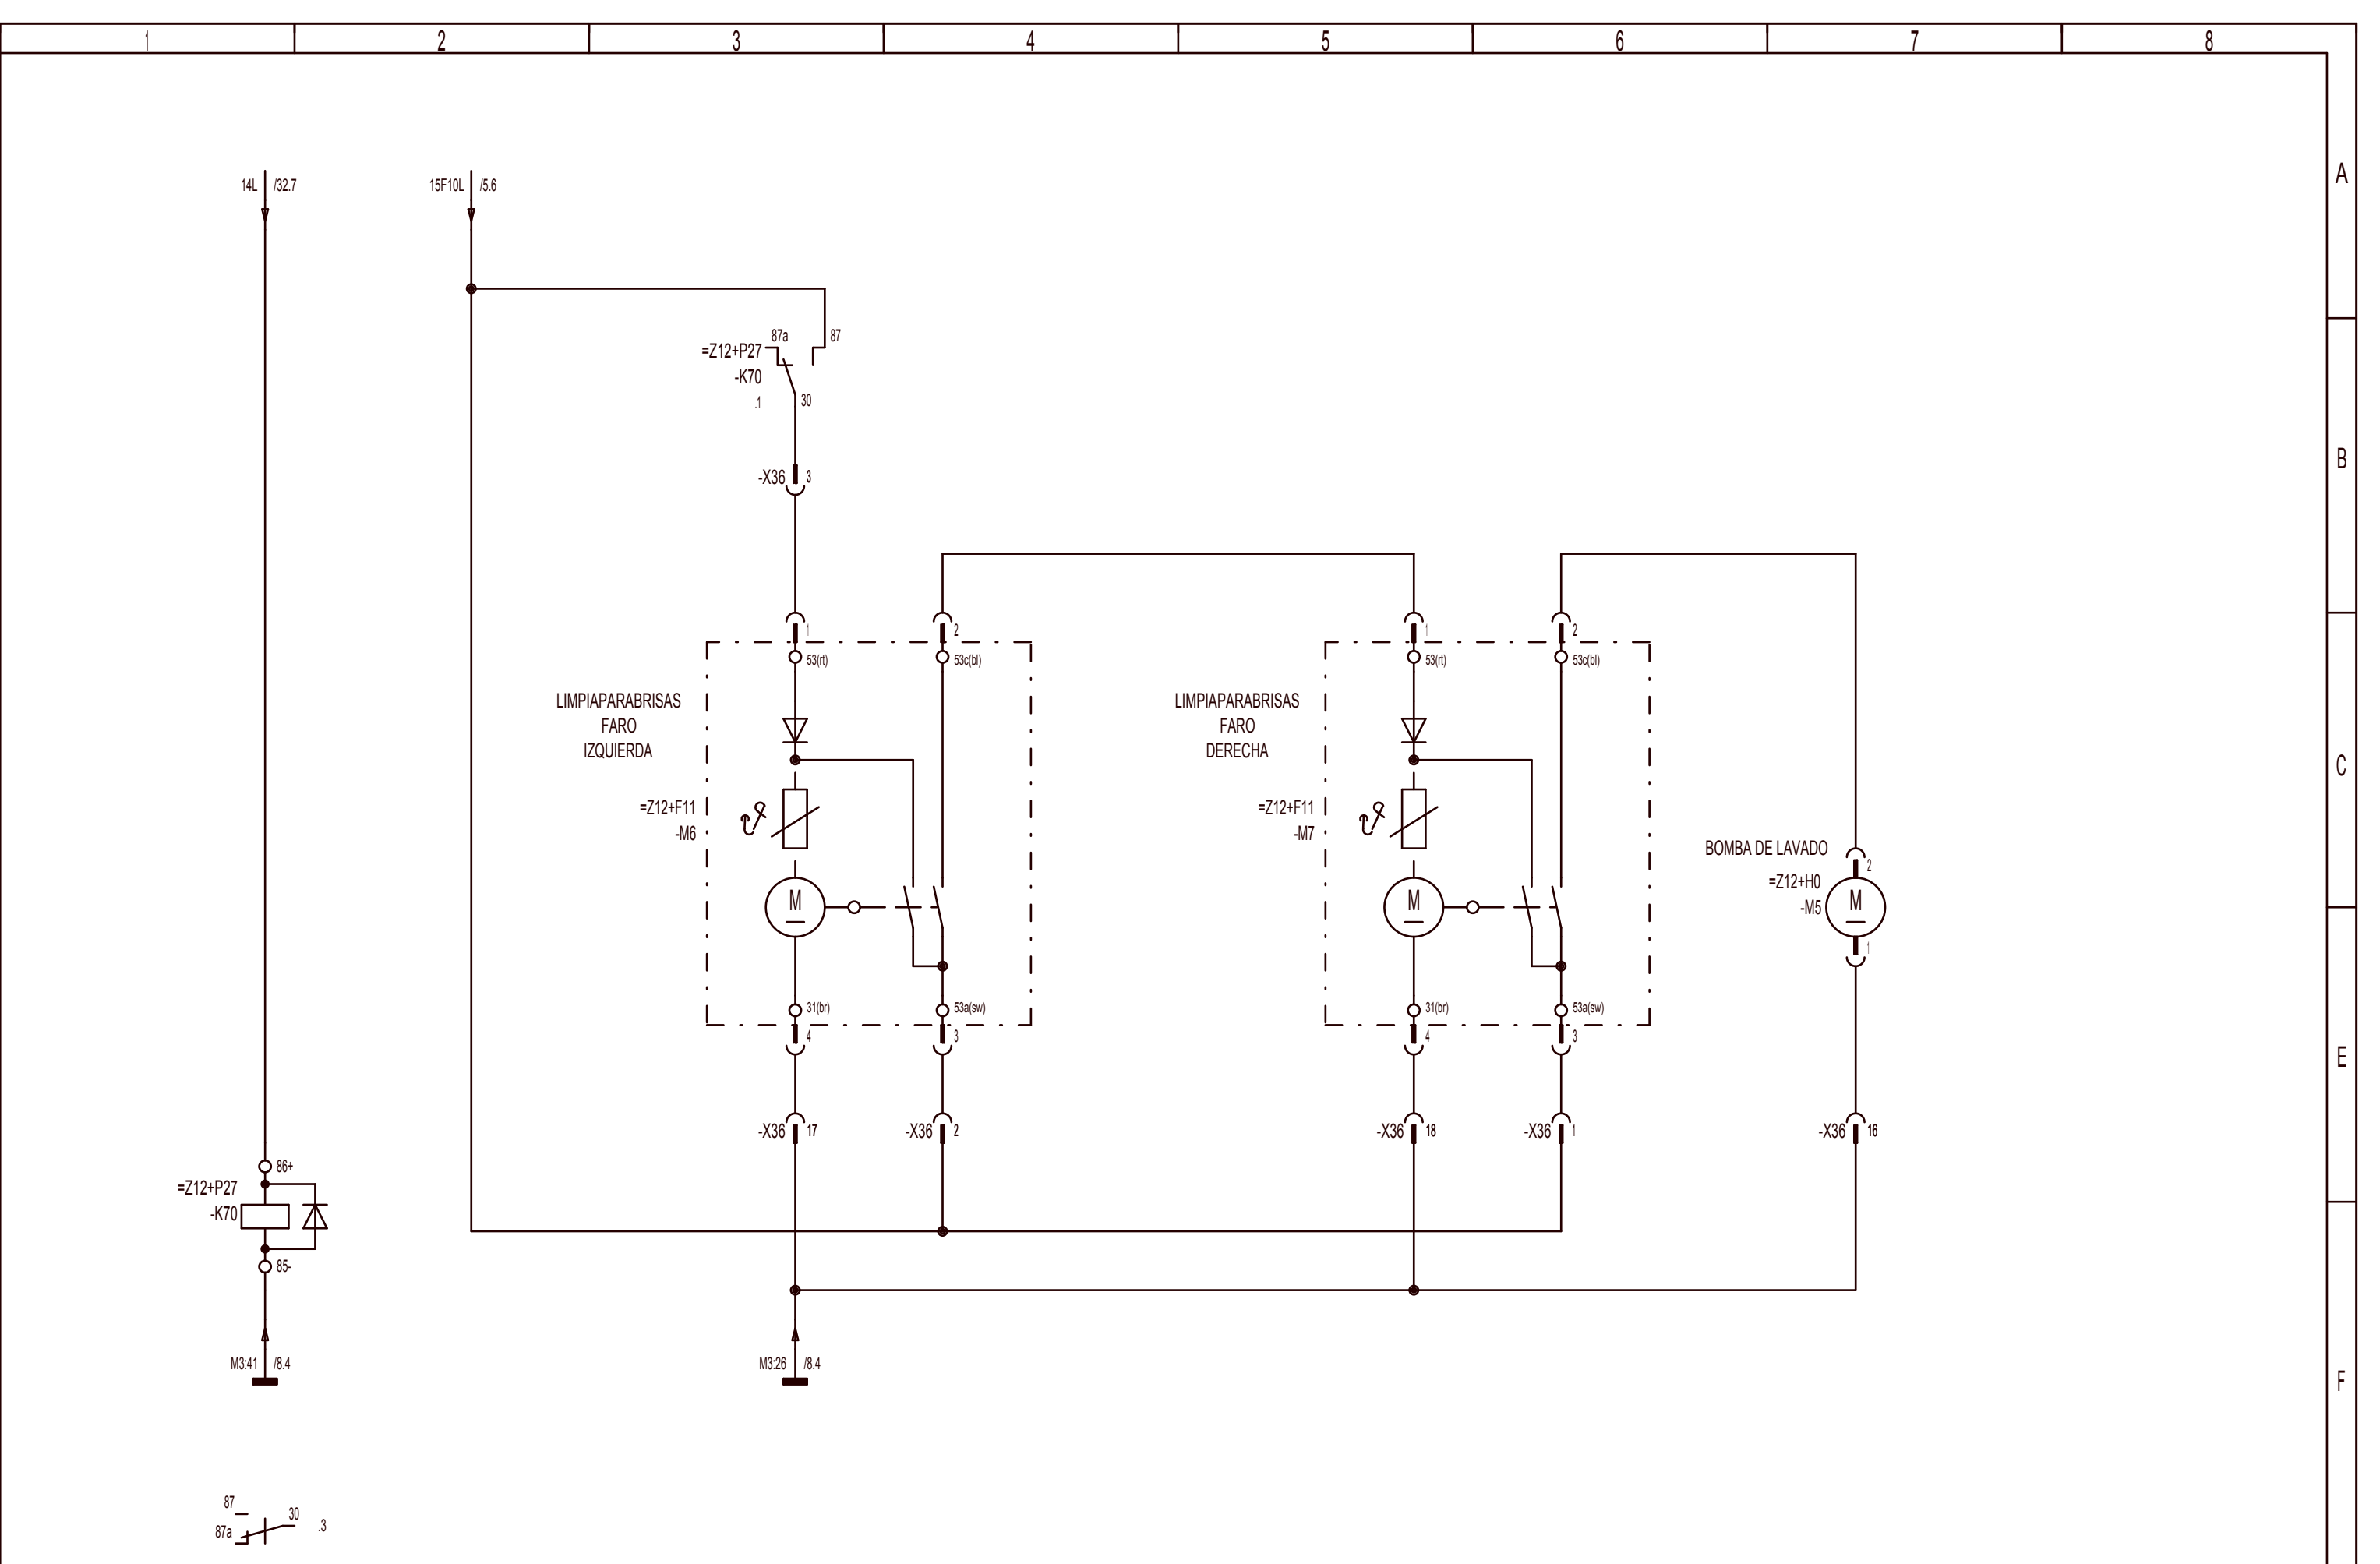 1 2 3 4 5 6 7 8
A
14L /32.7
15F10L /5.6
87a 87
=Z12+P27
-K70
.1
30
B
-X36 3
1
2
1
2
53(rt)
53c(bl)
53(rt)
53c(bl)
LIMPIAPARABRISAS
FARO
IZQUIERDA
LIMPIAPARABRISAS
FARO
DERECHA
C
=Z12+F11
-M6
=Z12+F11
-M7
BOMBA DE LAVADO
2
=Z12+H0
-M5
M
M
M
1
31(br)
53a(sw)
31(br)
53a(sw)
4
3
4
3
E
-X36 17
-X36 2
-X36 18
-X36 1
-X36 16
86+
=Z12+P27
-K70
85-
M3:41 /8.4
M3:26 /8.4
F
87
87a
30
.3